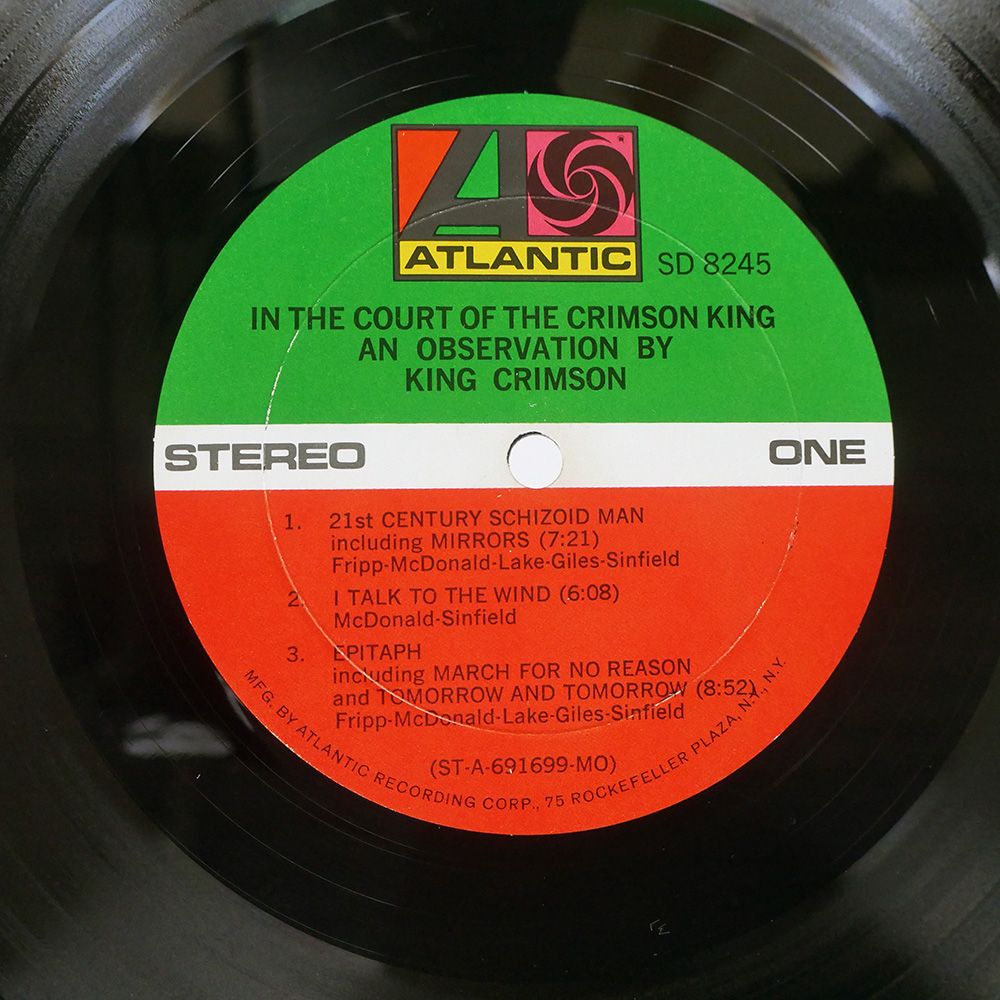 ATLANTIC ®
SD 8245
IN THE COURT OF THE CRIMSON KING
AN OBSERVATION BY
KING CRIMSON
STEREO
ONE
1. 21st CENTURY SCHIZOID MAN
including MIRRORS (7:21)
Fripp-McDonald-Lake-Giles-Sinfield
2. I TALK TO THE WIND (6:08)
McDonald-Sinfield
3. EPITAPH
including MARCH FOR NO REASON
and TOMORROW AND TOMORROW (8:52)
Fripp-McDonald-Lake-Giles-Sinfield
(ST-A-691699-MO)
MFG. BY ATLANTIC RECORDING CORP., 75 ROCKEFELLER PLAZA, N.Y., N.Y.